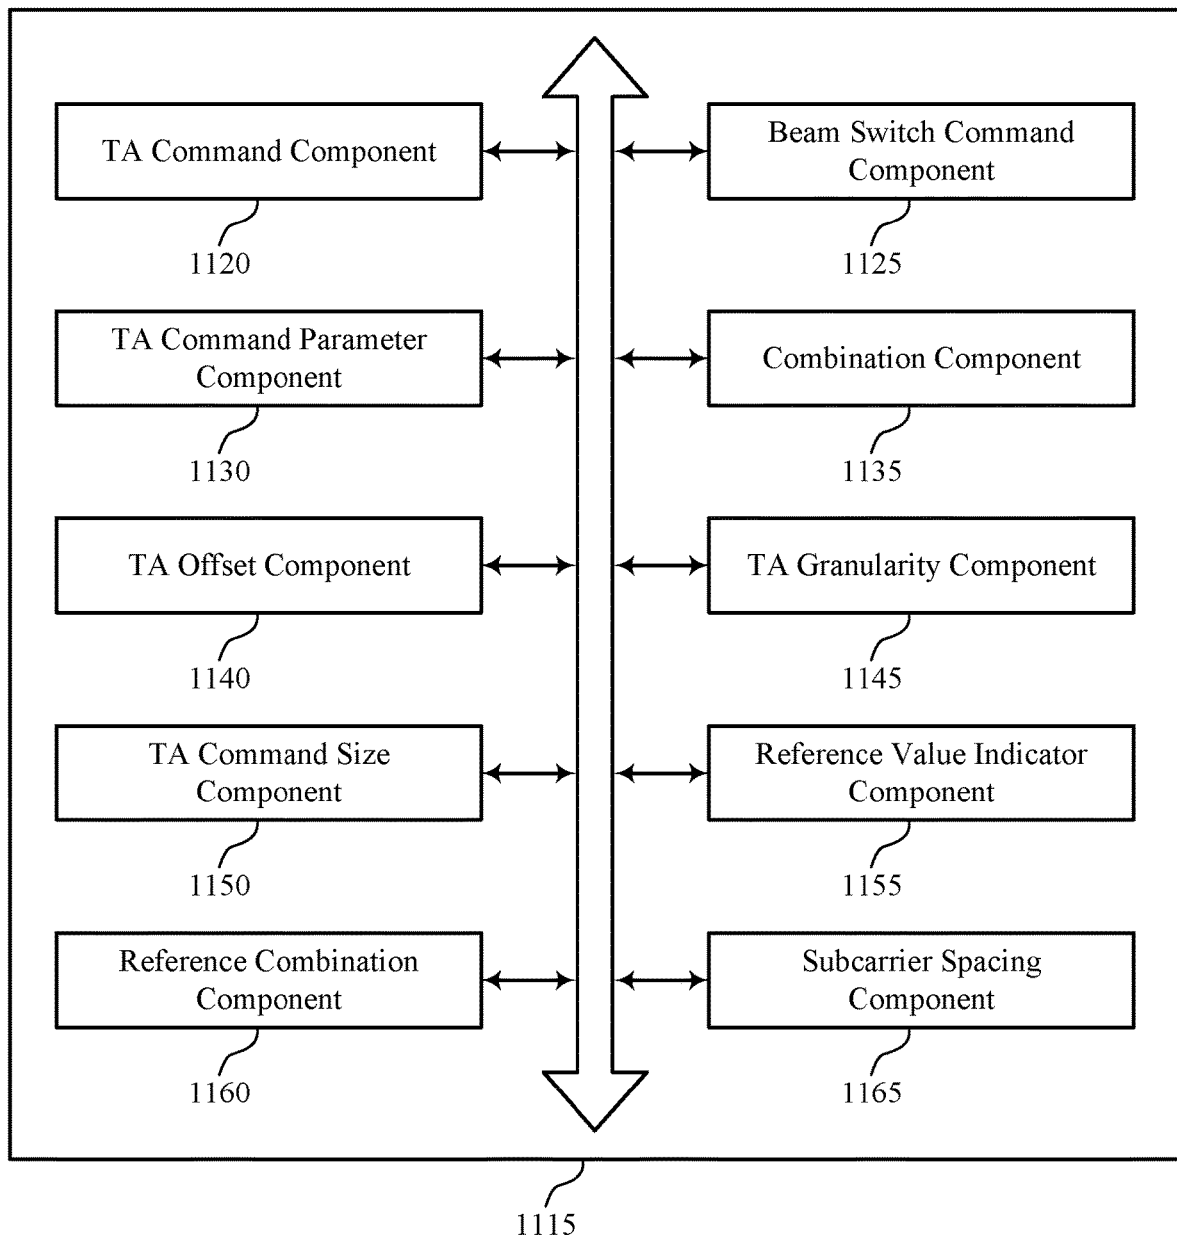 TA Command Component
Beam Switch Command
Component
1120
1125
TA Command Parameter
Component
Combination Component
1130
1135
TA Offset Component
TA Granularity Component
1140
1145
TA Command Size
Component
Reference Value Indicator
Component
1150
1155
Reference Combination
Component
Subcarrier Spacing
Component
1160
1165
1115